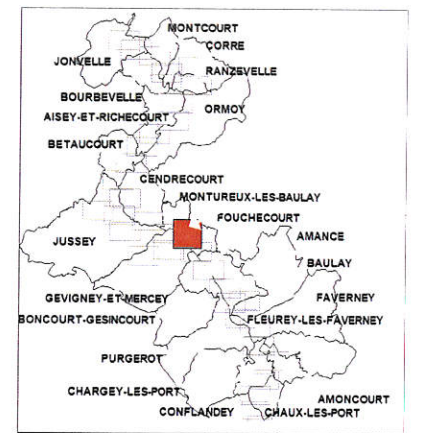 MONTCOURT
CORRE
JONVELLE
RANZEVELLE
BOURBEVELLE
ORMOY
AISEY-ET-RICHECOURT
BETAUCOURT
CENDRECOURT
MONTUREUX-LES-BAULAY
FOUCHECOURT
JUSSEY
AMANCE
BAULAY
GEVIGNEY-ET-MERCEY
FAVERNEY
BONCOURT-GESINCOURT
FLEUREY-LES-FAVERNEY
PURGEROT
CHARGEY-LES-PORT
AMONCOURT
CONFLANDEY
CHAUX-LES-PORT